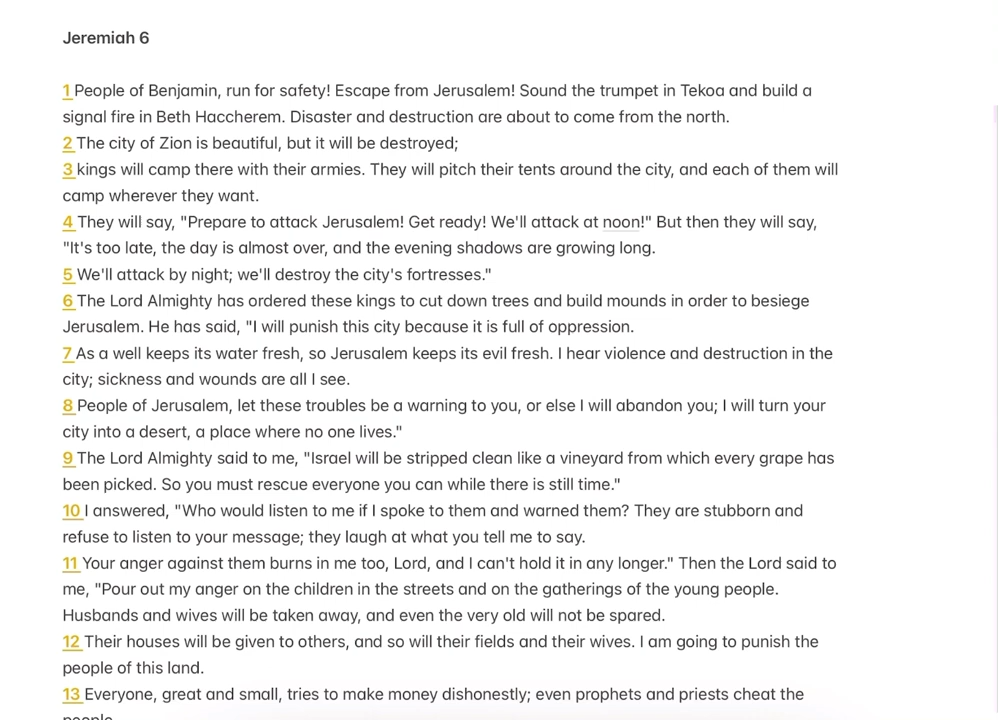 Jeremiah 6
1 People of Benjamin, run for safety! Escape from Jerusalem! Sound the trumpet in Tekoa and build a
signal fire in Beth Haccherem. Disaster and destruction are about to come from the north.
2 The city of Zion is beautiful, but it will be destroyed;
3 kings will camp there with their armies. They will pitch their tents around the city, and each of them will
camp wherever they want.
4 They will say, "Prepare to attack Jerusalem! Get ready! We'll attack at noon!" But then they will say,
"It's too late, the day is almost over, and the evening shadows are growing long.
5 We'll attack by night; we'll destroy the city's fortresses."
6 The Lord Almighty has ordered these kings to cut down trees and build mounds in order to besiege
Jerusalem. He has said, "I will punish this city because it is full of oppression.
7 As a well keeps its water fresh, so Jerusalem keeps its evil fresh. I hear violence and destruction in the
city; sickness and wounds are all I see.
8 People of Jerusalem, let these troubles be a warning to you, or else I will abandon you; I will turn your
city into a desert, a place where no one lives."
9 The Lord Almighty said to me, "Israel will be stripped clean like a vineyard from which every grape has
been picked. So you must rescue everyone you can while there is still time."
10 I answered, "Who would listen to me if I spoke to them and warned them? They are stubborn and
refuse to listen to your message; they laugh at what you tell me to say.
11 Your anger against them burns in me too, Lord, and I can't hold it in any longer." Then the Lord said to
me, "Pour out my anger on the children in the streets and on the gatherings of the young people.
Husbands and wives will be taken away, and even the very old will not be spared.
12 Their houses will be given to others, and so will their fields and their wives. I am going to punish the
people of this land.
13 Everyone, great and small, tries to make money dishonestly; even prophets and priests cheat the
people.